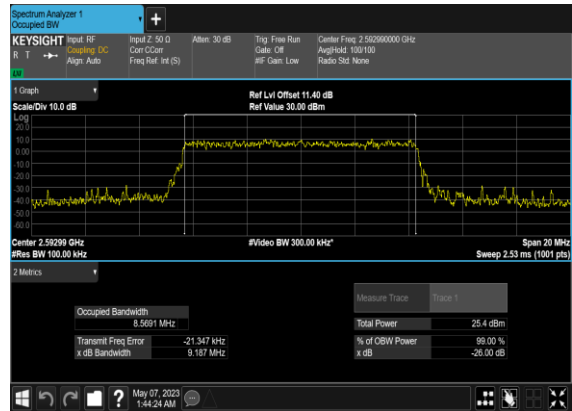 Spectrum Analyzer 1
Occupied BW
+
KEYSIGHT Input: RF Input Z: 50 Ω Atten: 30 dB Trig: Free Run Center Freq: 2.592990000 GHz
R T Coupling: DC Corr CCorr Gate: Off Avg|Hold: 100/100
Align: Auto Freq Ref: Int (S) #IF Gain: Low Radio Std: None
LV
1 Graph Ref Lvl Offset 11.40 dB
Scale/Div 10.0 dB Ref Value 30.00 dBm
Log
20.0
10.0
0.00
-10.0
-20.0
-30.0
-40.0
-50.0
-60.0
Center 2.59299 GHz #Video BW 300.00 kHz* Span 20 MHz
#Res BW 100.00 kHz Sweep 2.53 ms (1001 pts)
2 Metrics
Measure Trace Trace 1
Occupied Bandwidth
8.5691 MHz Total Power 25.4 dBm
Transmit Freq Error -21.347 kHz % of OBW Power 99.00 %
x dB Bandwidth 9.187 MHz x dB -26.00 dB
? May 07, 2023
1:44:24 AM